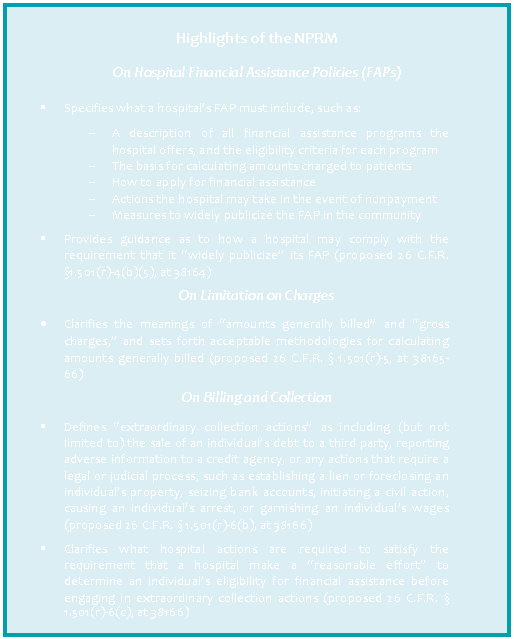 Highlights of the NPRM
On Hospital Financial Assistance Policies (FAPs)
▪ Specifies what a hospital's FAP must include, such as:
– A description of all financial assistance programs the
hospital offers, and the eligibility criteria for each program
– The basis for calculating amounts charged to patients
– How to apply for financial assistance
– Actions the hospital may take in the event of nonpayment
– Measures to widely publicize the FAP in the community
▪ Provides guidance as to how a hospital may comply with the
requirement that it "widely publicize" its FAP (proposed 26 C.F.R.
§1.501(r)-4(b)(5), at 38164)
On Limitation on Charges
• Clarifies the meanings of "amounts generally billed" and "gross
charges," and sets forth acceptable methodologies for calculating
amounts generally billed (proposed 26 C.F.R. § 1.501(r)-5, at 38165-
66)
On Billing and Collection
▪ Defines "extraordinary collection actions" as including (but not
limited to) the sale of an individual's debt to a third party, reporting
adverse information to a credit agency, or any actions that require a
legal or judicial process, such as establishing a lien or foreclosing an
individual's property, seizing bank accounts, initiating a civil action,
causing an individual's arrest, or garnishing an individual's wages
(proposed 26 C.F.R. §1.501(r)-6(b), at 38166)
▪ Clarifies what hospital actions are required to satisfy the
requirement that a hospital make a "reasonable effort" to
determine an individual's eligibility for financial assistance before
engaging in extraordinary collection actions (proposed 26 C.F.R. §
1.501(r)-6(c), at 38166)